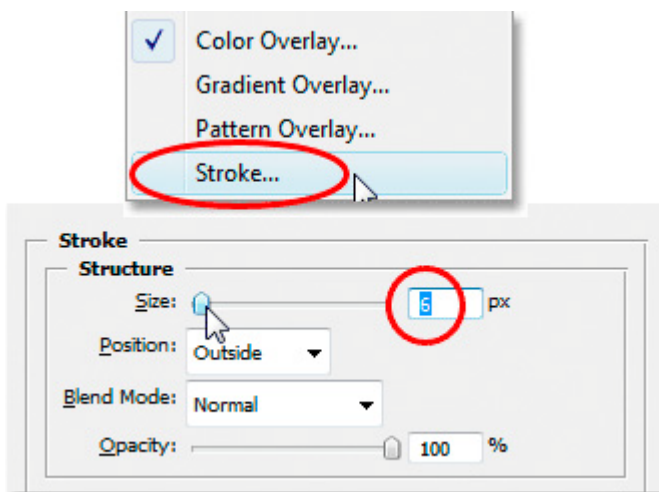 Color Overlay...
Gradient Overlay...
Pattern Overlay...
Stroke...
Stroke
Structure
Size: 6 px
Position: Outside
Blend Mode: Normal
Opacity: 100 %